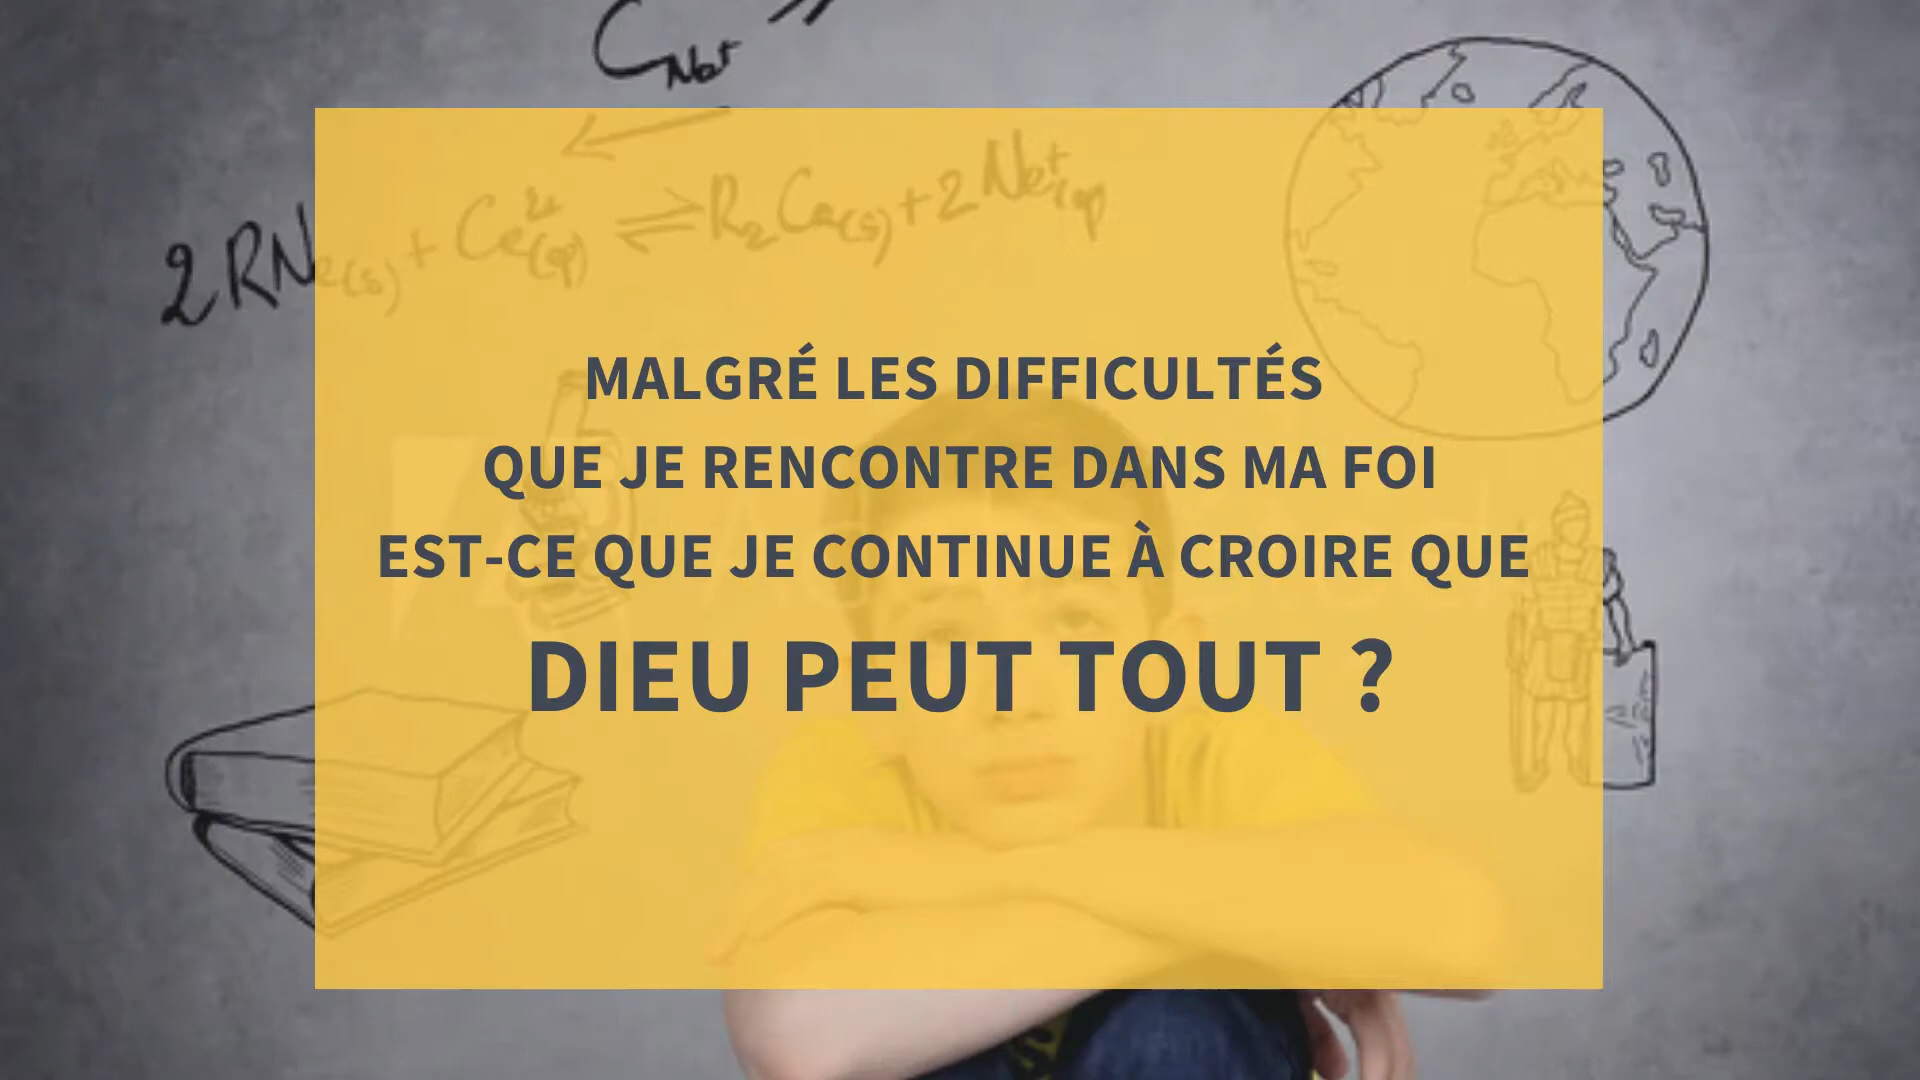 MALGRÉ LES DIFFICULTÉS
QUE JE RENCONTRE DANS MA FOI
EST-CE QUE JE CONTINUE À CROIRE QUE
DIEU PEUT TOUT ?